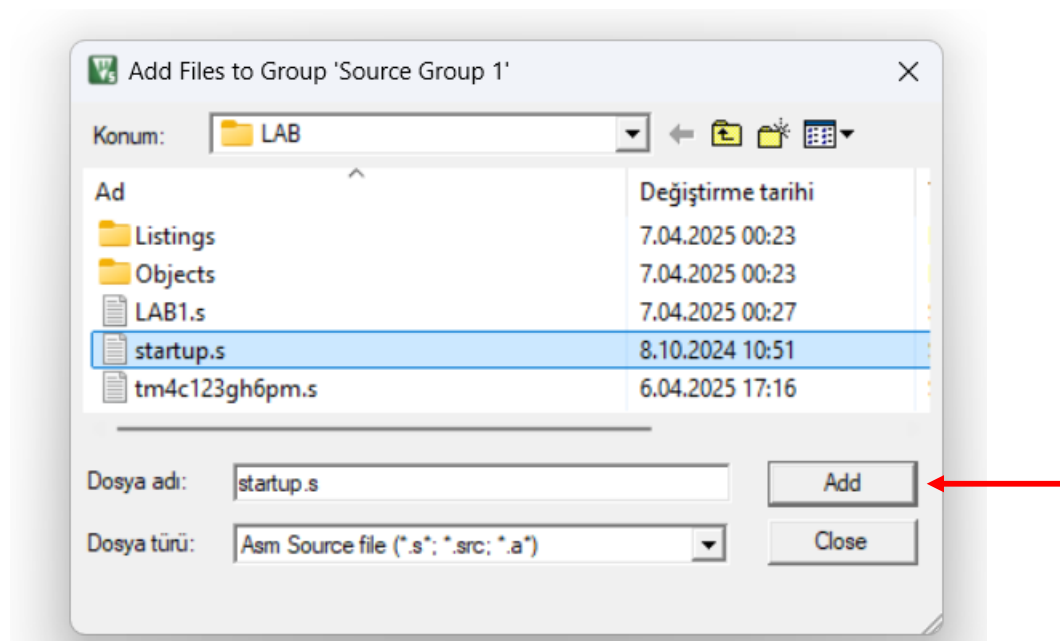 Add Files to Group 'Source Group 1'
Konum: LAB
Ad Değiştirme tarihi
Listings 7.04.2025 00:23
Objects 7.04.2025 00:23
LAB1.s 7.04.2025 00:27
startup.s 8.10.2024 10:51
tm4c123gh6pm.s 6.04.2025 17:16
Dosya adı: startup.s Add
Dosya türü: Asm Source file (*.s*; *.src; *.a*) Close